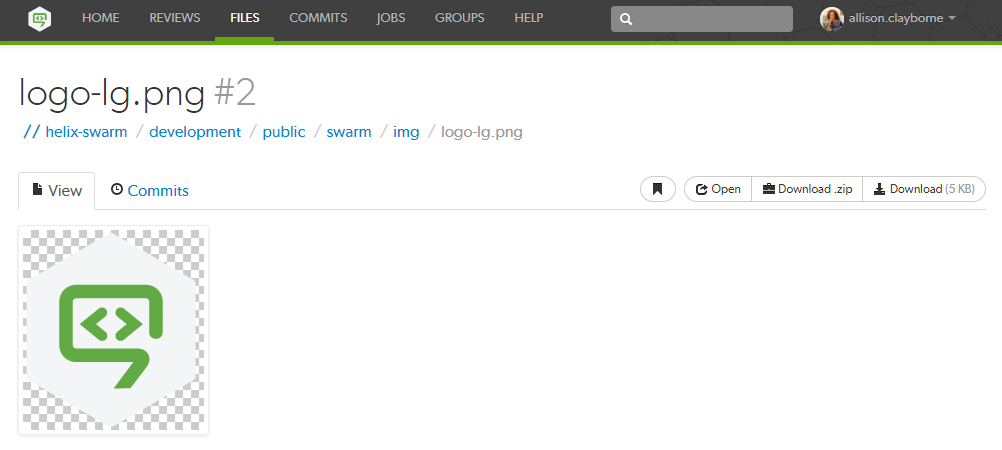 HOME REVIEWS FILES COMMITS JOBS GROUPS HELP allison.clayborne
logo-lg.png #2
// helix-swarm / development / public / swarm / img / logo-lg.png
View Commits Open Download .zip Download (5 KB)